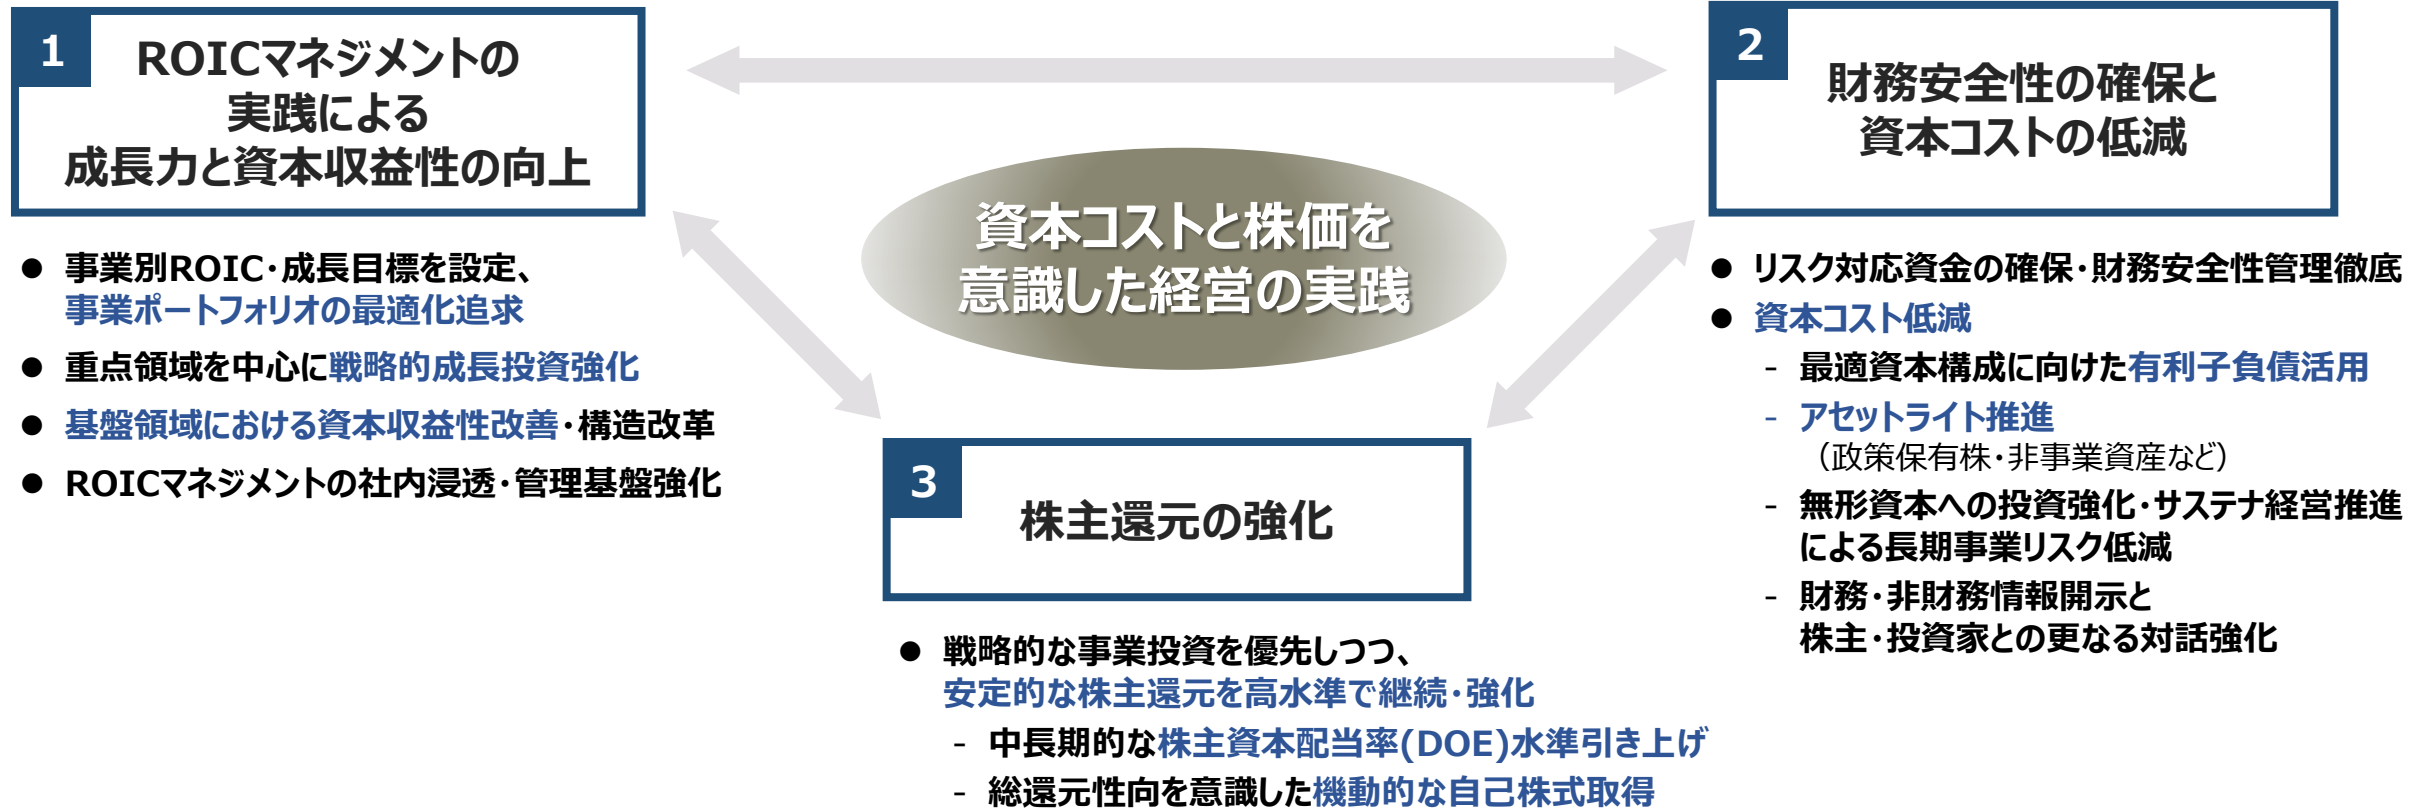 1
ROICマネジメントの
実践による
成長力と資本収益性の向上
● 事業別ROIC・成長目標を設定、
事業ポートフォリオの最適化追求
● 重点領域を中心に戦略的成長投資強化
● 基盤領域における資本収益性改善・構造改革
● ROICマネジメントの社内浸透・管理基盤強化
資本コストと株価を
意識した経営の実践
2
財務安全性の確保と
資本コストの低減
● リスク対応資金の確保・財務安全性管理徹底
● 資本コスト低減
- 最適資本構成に向けた有利子負債活用
- アセットライト推進
（政策保有株・非事業資産など）
- 無形資本への投資強化・サステナ経営推進
による長期事業リスク低減
- 財務・非財務情報開示と
株主・投資家との更なる対話強化
3
株主還元の強化
● 戦略的な事業投資を優先しつつ、
安定的な株主還元を高水準で継続・強化
- 中長期的な株主資本配当率(DOE)水準引き上げ
- 総還元性向を意識した機動的な自己株式取得